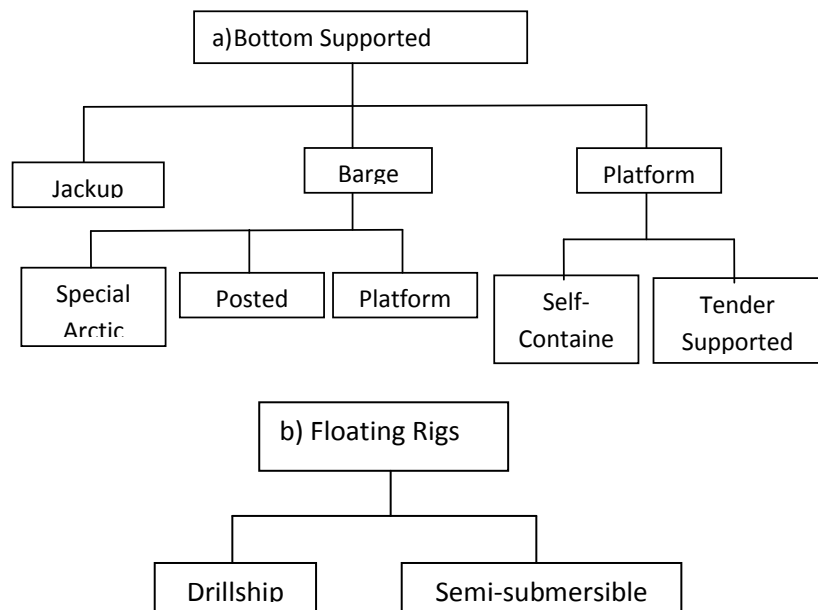 a)Bottom Supported
Jackup
Barge
Platform
Special
Arctic
Posted
Platform
Self-
Containe
Tender
Supported
b) Floating Rigs
Drillship
Semi-submersible